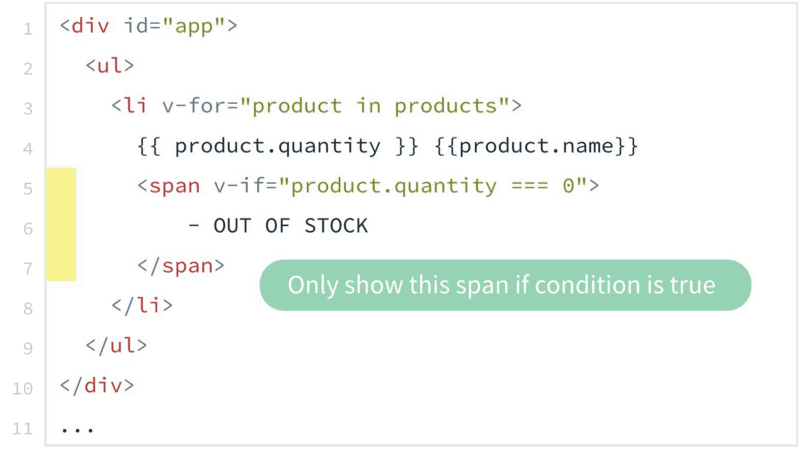 1 <div id="app">
2 <ul>
3 <li v-for="product in products">
4 {{ product.quantity }} {{product.name}}
5 <span v-if="product.quantity === 0">
6 - OUT OF STOCK
7 </span>
Only show this span if condition is true
8 </li>
9 </ul>
10 </div>
11 ...